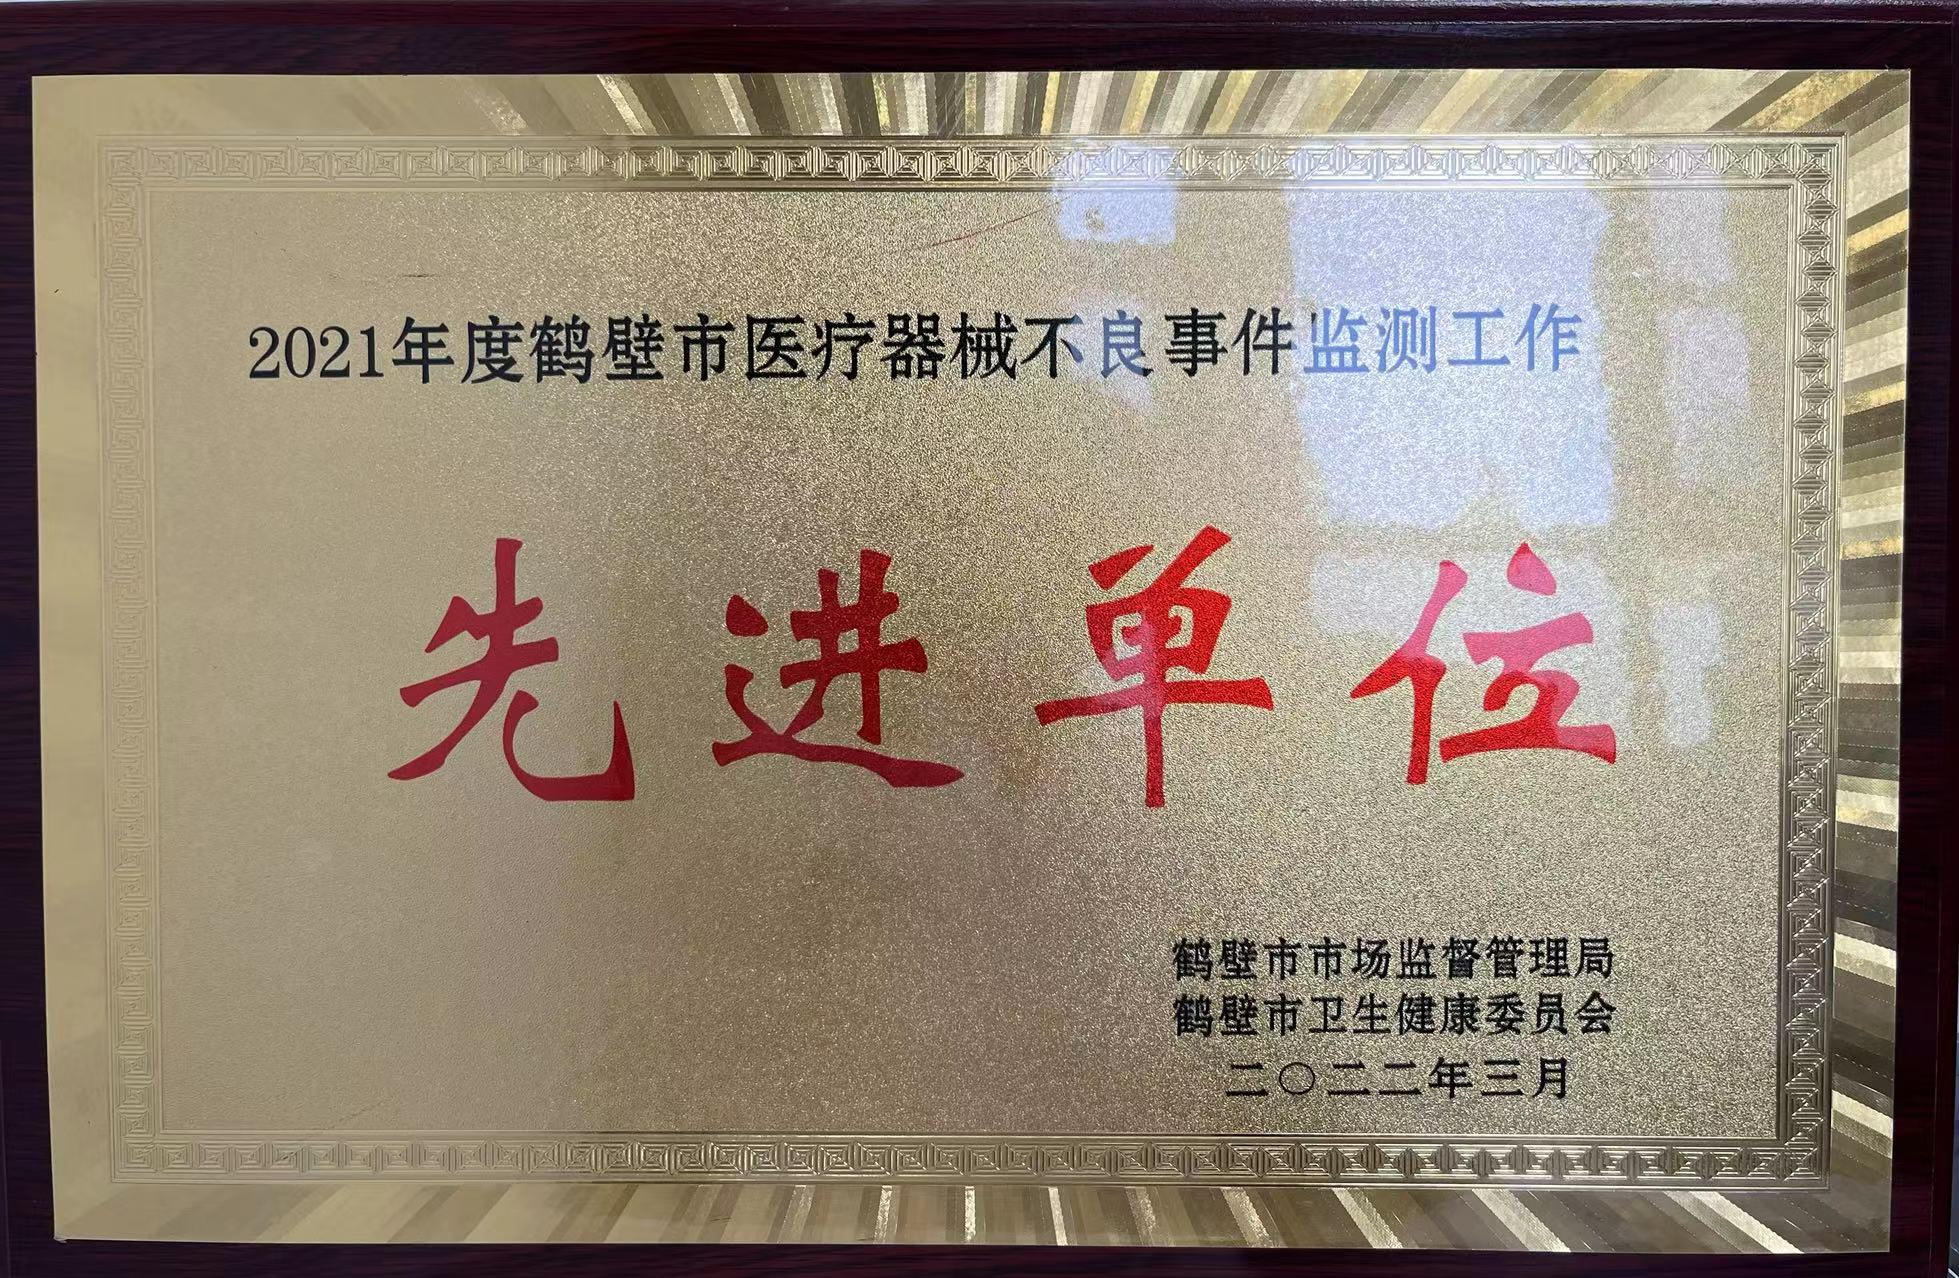 2021年度鹤壁市医疗器械不良事件监测工作
先进单位
鹤壁市市场监督管理局
鹤壁市卫生健康委员会
二〇二二年三月